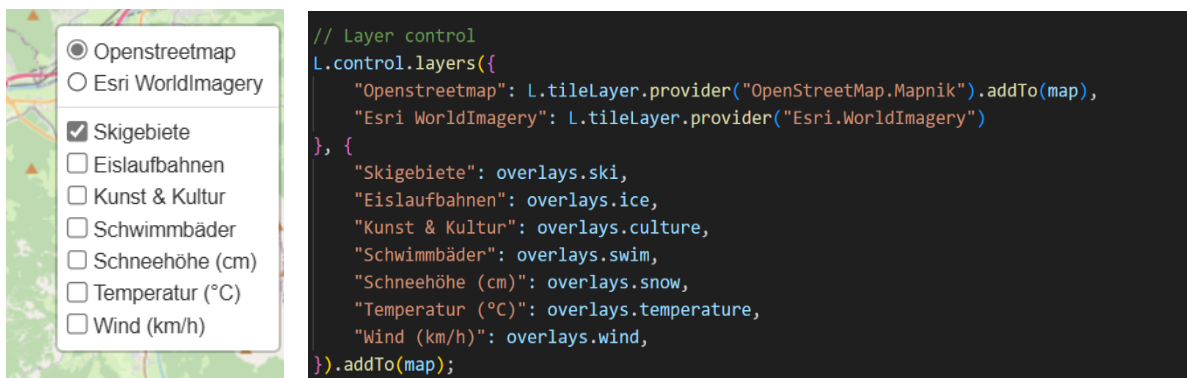 Openstreetmap
Esri WorldImagery
Skigebiete
Eislaufbahnen
Kunst & Kultur
Schwimmbäder
Schneehöhe (cm)
Temperatur (°C)
Wind (km/h)
// Layer control
L.control.layers({
    "Openstreetmap": L.tileLayer.provider("OpenStreetMap.Mapnik").addTo(map),
    "Esri WorldImagery": L.tileLayer.provider("Esri.WorldImagery")
}, {
    "Skigebiete": overlays.ski,
    "Eislaufbahnen": overlays.ice,
    "Kunst & Kultur": overlays.culture,
    "Schwimmbäder": overlays.swim,
    "Schneehöhe (cm)": overlays.snow,
    "Temperatur (°C)": overlays.temperature,
    "Wind (km/h)": overlays.wind,
}).addTo(map);